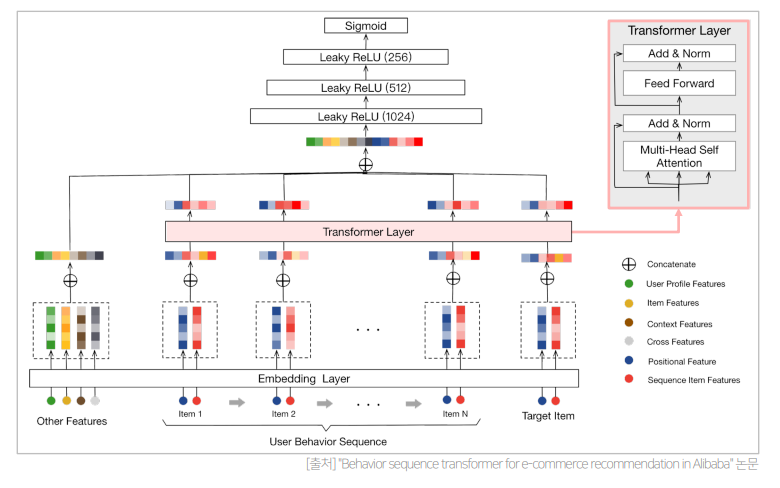 Sigmoid
Leaky ReLU (256)
Leaky ReLU (512)
Leaky ReLU (1024)
Transformer Layer
Add & Norm
Feed Forward
Add & Norm
Multi-Head Self
Attention
Transformer Layer
Concatenate
User Profile Features
Item Features
Context Features
Cross Features
Positional Feature
Sequence Item Features
. . .
Embedding Layer
Other Features
Item 1
Item 2
. . .
Item N
Target Item
User Behavior Sequence
[출처] "Behavior sequence transformer for e-commerce recommendation in Alibaba" 논문